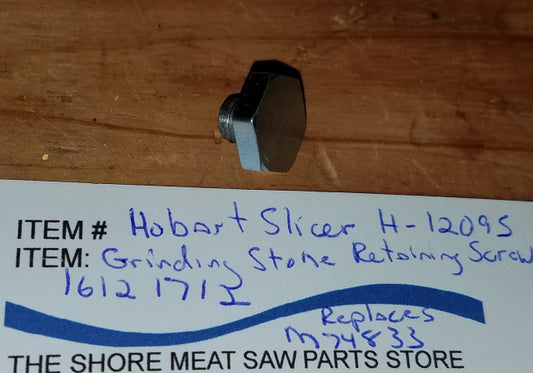 ITEM # Hobart Slicer H-12095
ITEM: Grinding Stone Retaining Screw
1612 1712
Replaces
M74833
THE SHORE MEAT SAW PARTS STORE